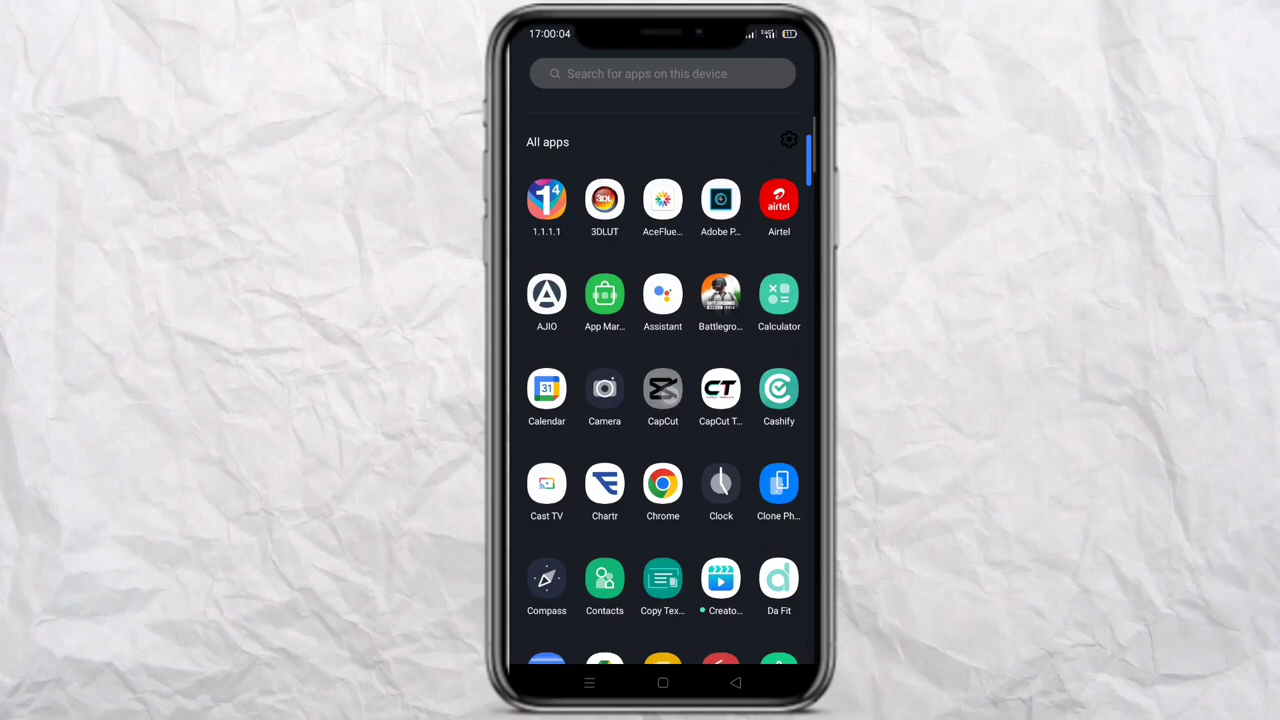 17:00:04
Search for apps on this device
All apps
1.1.1.1 3DLUT AceFlue... Adobe P... Airtel
AJIO App Mar... Assistant Battlegro... Calculator
Calendar Camera CapCut CapCut T... Cashify
Cast TV Chartr Chrome Clock Clone Ph...
Compass Contacts Copy Tex... Creato... Da Fit